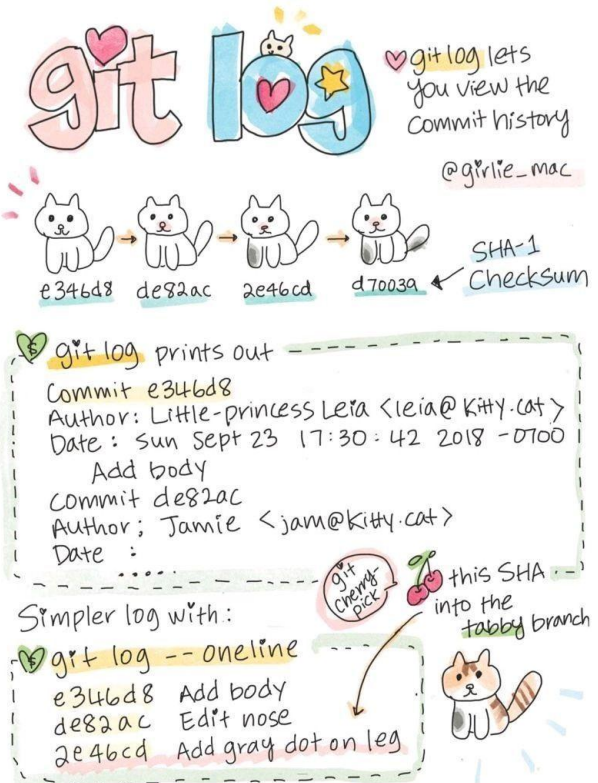 git log
git log lets
you view the
commit history
@girlie_mac
e346d8 de82ac 2e46cd d70039
SHA-1
Checksum
$ git log prints out
Commit e346d8
Author: Little-princess Leia <leia@kitty.cat>
Date : Sun Sept 23 17:30:42 2018 -0700
Add body
commit de82ac
Author; Jamie <jam@kitty.cat>
Date :
.....
git
cherry-
pick
this SHA
into the
tabby branch
Simpler log with:
$ git log -- oneline
e346d8 Add body
de82ac Edit nose
2e46cd Add gray dot on leg